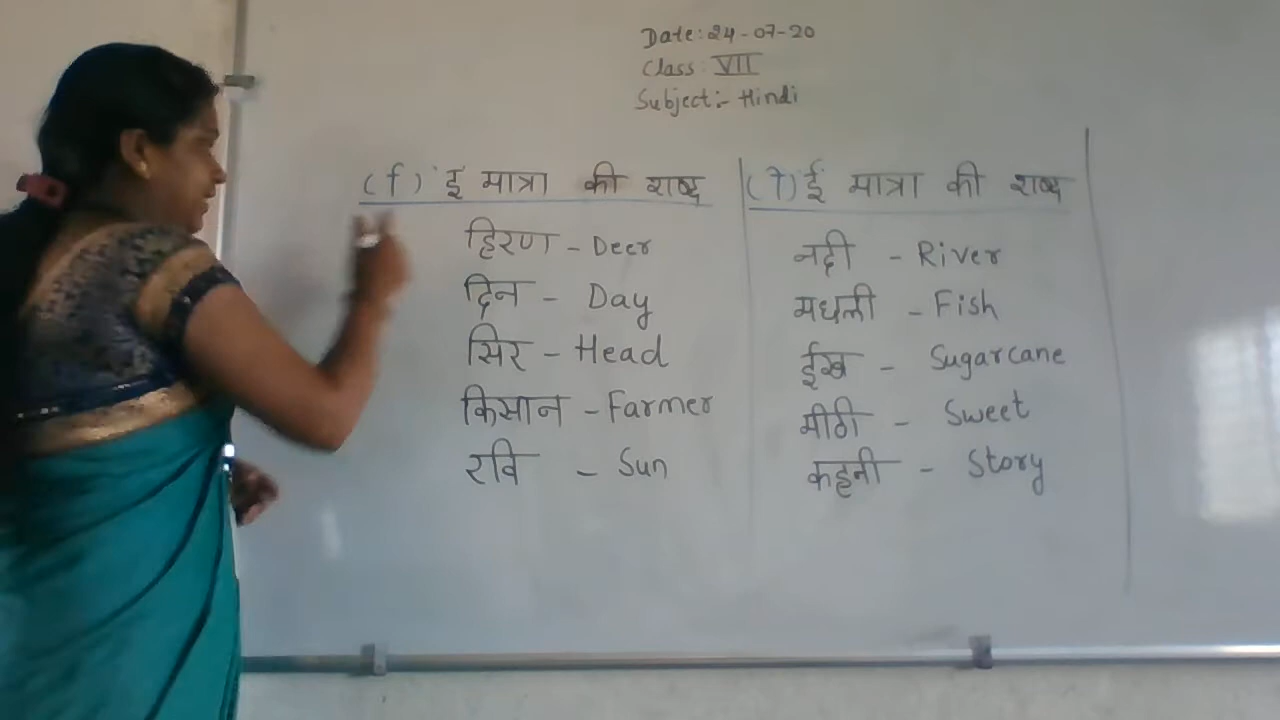 Date: 24-07-20
Class: VII
Subject:- Hindi
(ि) इ मात्रा की शब्द
हिरण - Deer
दिन - Day
सिर - Head
किसान - Farmer
रवि - Sun
(ी) ई मात्रा की शब्द
नदी - River
मछली - Fish
ईख - Sugarcane
मीठी - Sweet
कहनी - Story